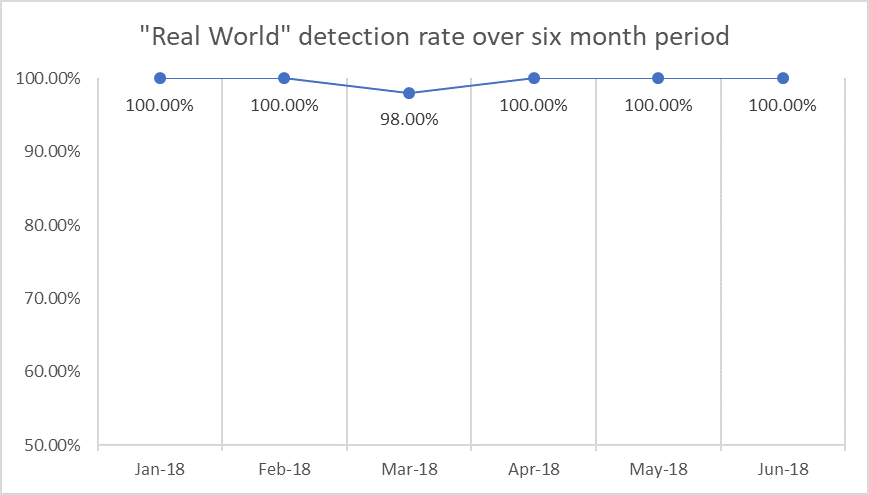 "Real World" detection rate over six month period
100.00%
90.00%
80.00%
70.00%
60.00%
50.00%
100.00%
100.00%
98.00%
100.00%
100.00%
100.00%
Jan-18
Feb-18
Mar-18
Apr-18
May-18
Jun-18